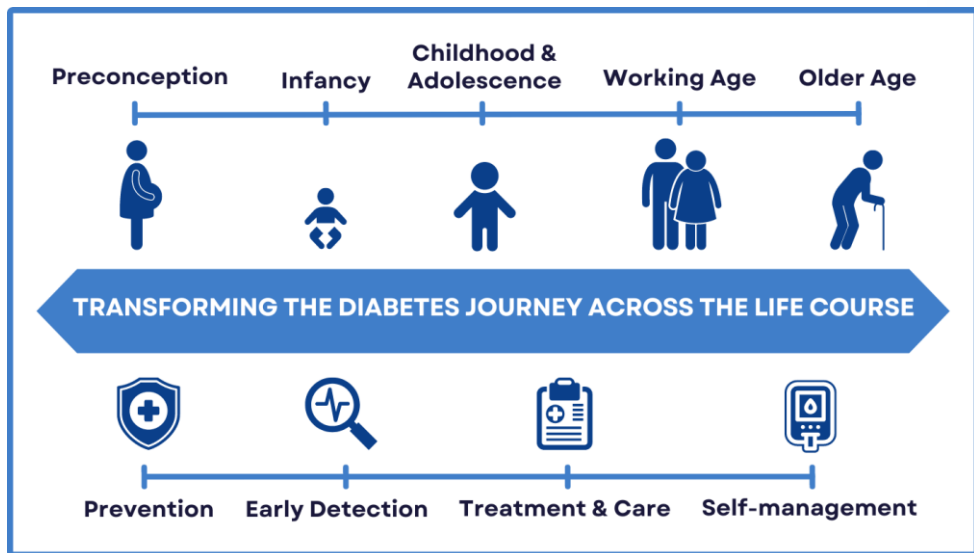 Preconception
Infancy
Childhood &
Adolescence
Working Age
Older Age
TRANSFORMING THE DIABETES JOURNEY ACROSS THE LIFE COURSE
Prevention
Early Detection
Treatment & Care
Self-management